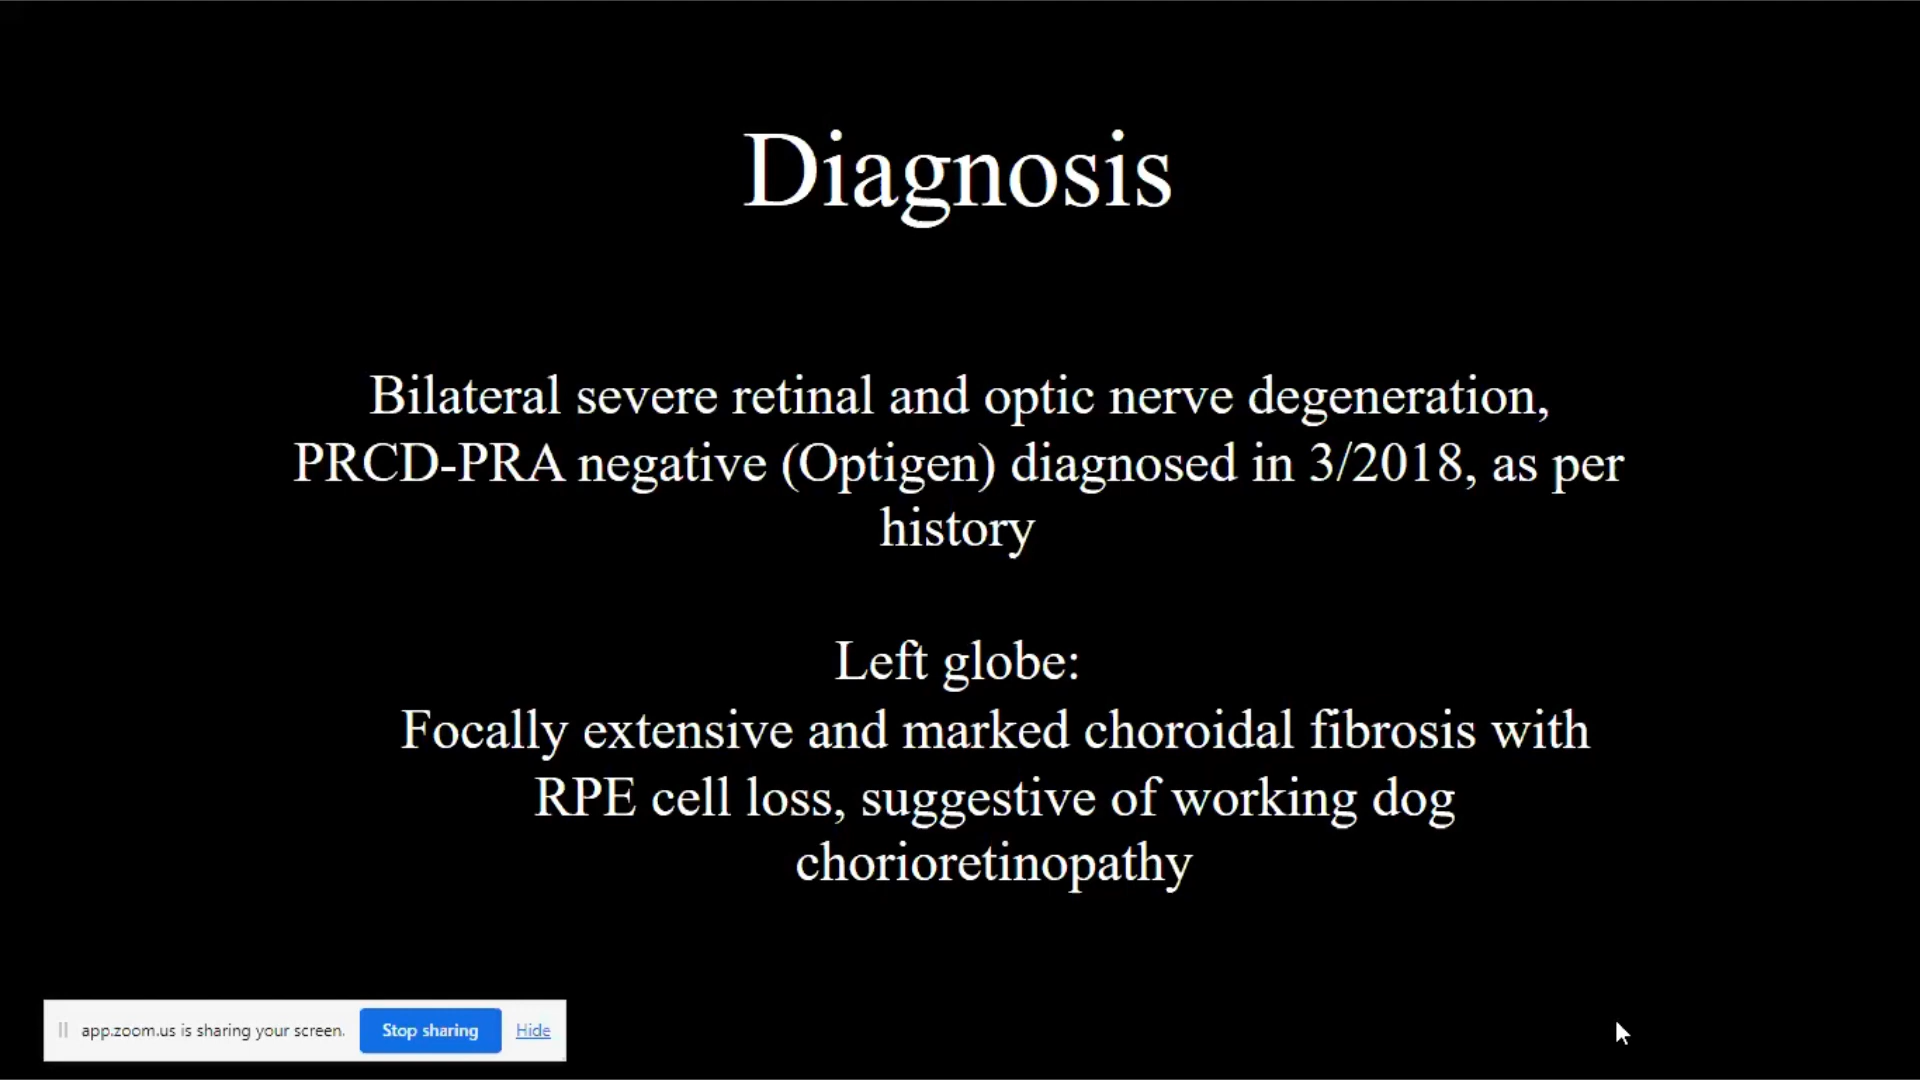 Diagnosis
Bilateral severe retinal and optic nerve degeneration,
PRCD-PRA negative (Optigen) diagnosed in 3/2018, as per
history
Left globe:
Focally extensive and marked choroidal fibrosis with
RPE cell loss, suggestive of working dog
chorioretinopathy
app.zoom.us is sharing your screen. Stop sharing Hide